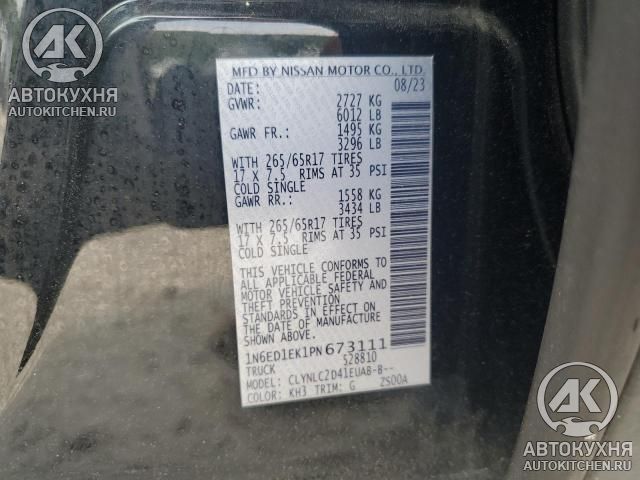 AK
АВТОКУХНЯ
AUTOKITCHEN.RU
MFD BY NISSAN MOTOR CO., LTD.
DATE: 08/23
GVWR: 2727 KG
6012 LB
GAWR FR.: 1495 KG
3296 LB
WITH 265/65R17 TIRES
17 X 7.5 RIMS AT 35 PSI
COLD SINGLE
GAWR RR.: 1558 KG
3434 LB
WITH 265/65R17 TIRES
17 X 7.5 RIMS AT 35 PSI
COLD SINGLE
THIS VEHICLE CONFORMS TO
ALL APPLICABLE FEDERAL
MOTOR VEHICLE SAFETY AND
THEFT PREVENTION
STANDARDS IN EFFECT ON
THE DATE OF MANUFACTURE
SHOWN ABOVE.
1N6ED1EK1PN673111
TRUCK 528810
MODEL: CLYNLC2D41EUAB-B--
COLOR: KH3 TRIM: G ZS00A
AK
АВТОКУХНЯ
AUTOKITCHEN.RU